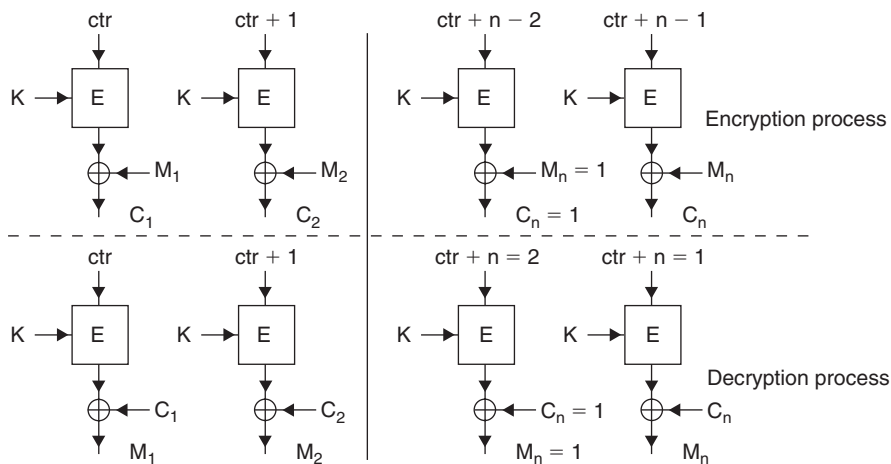 ctr ctr + 1 ctr + n - 2 ctr + n - 1
K E K E K E K E
Encryption process
M1 M2 Mn = 1 Mn
C1 C2 Cn = 1 Cn
ctr ctr + 1 ctr + n = 2 ctr + n = 1
K E K E K E K E
Decryption process
C1 C2 Cn = 1 Cn
M1 M2 Mn = 1 Mn